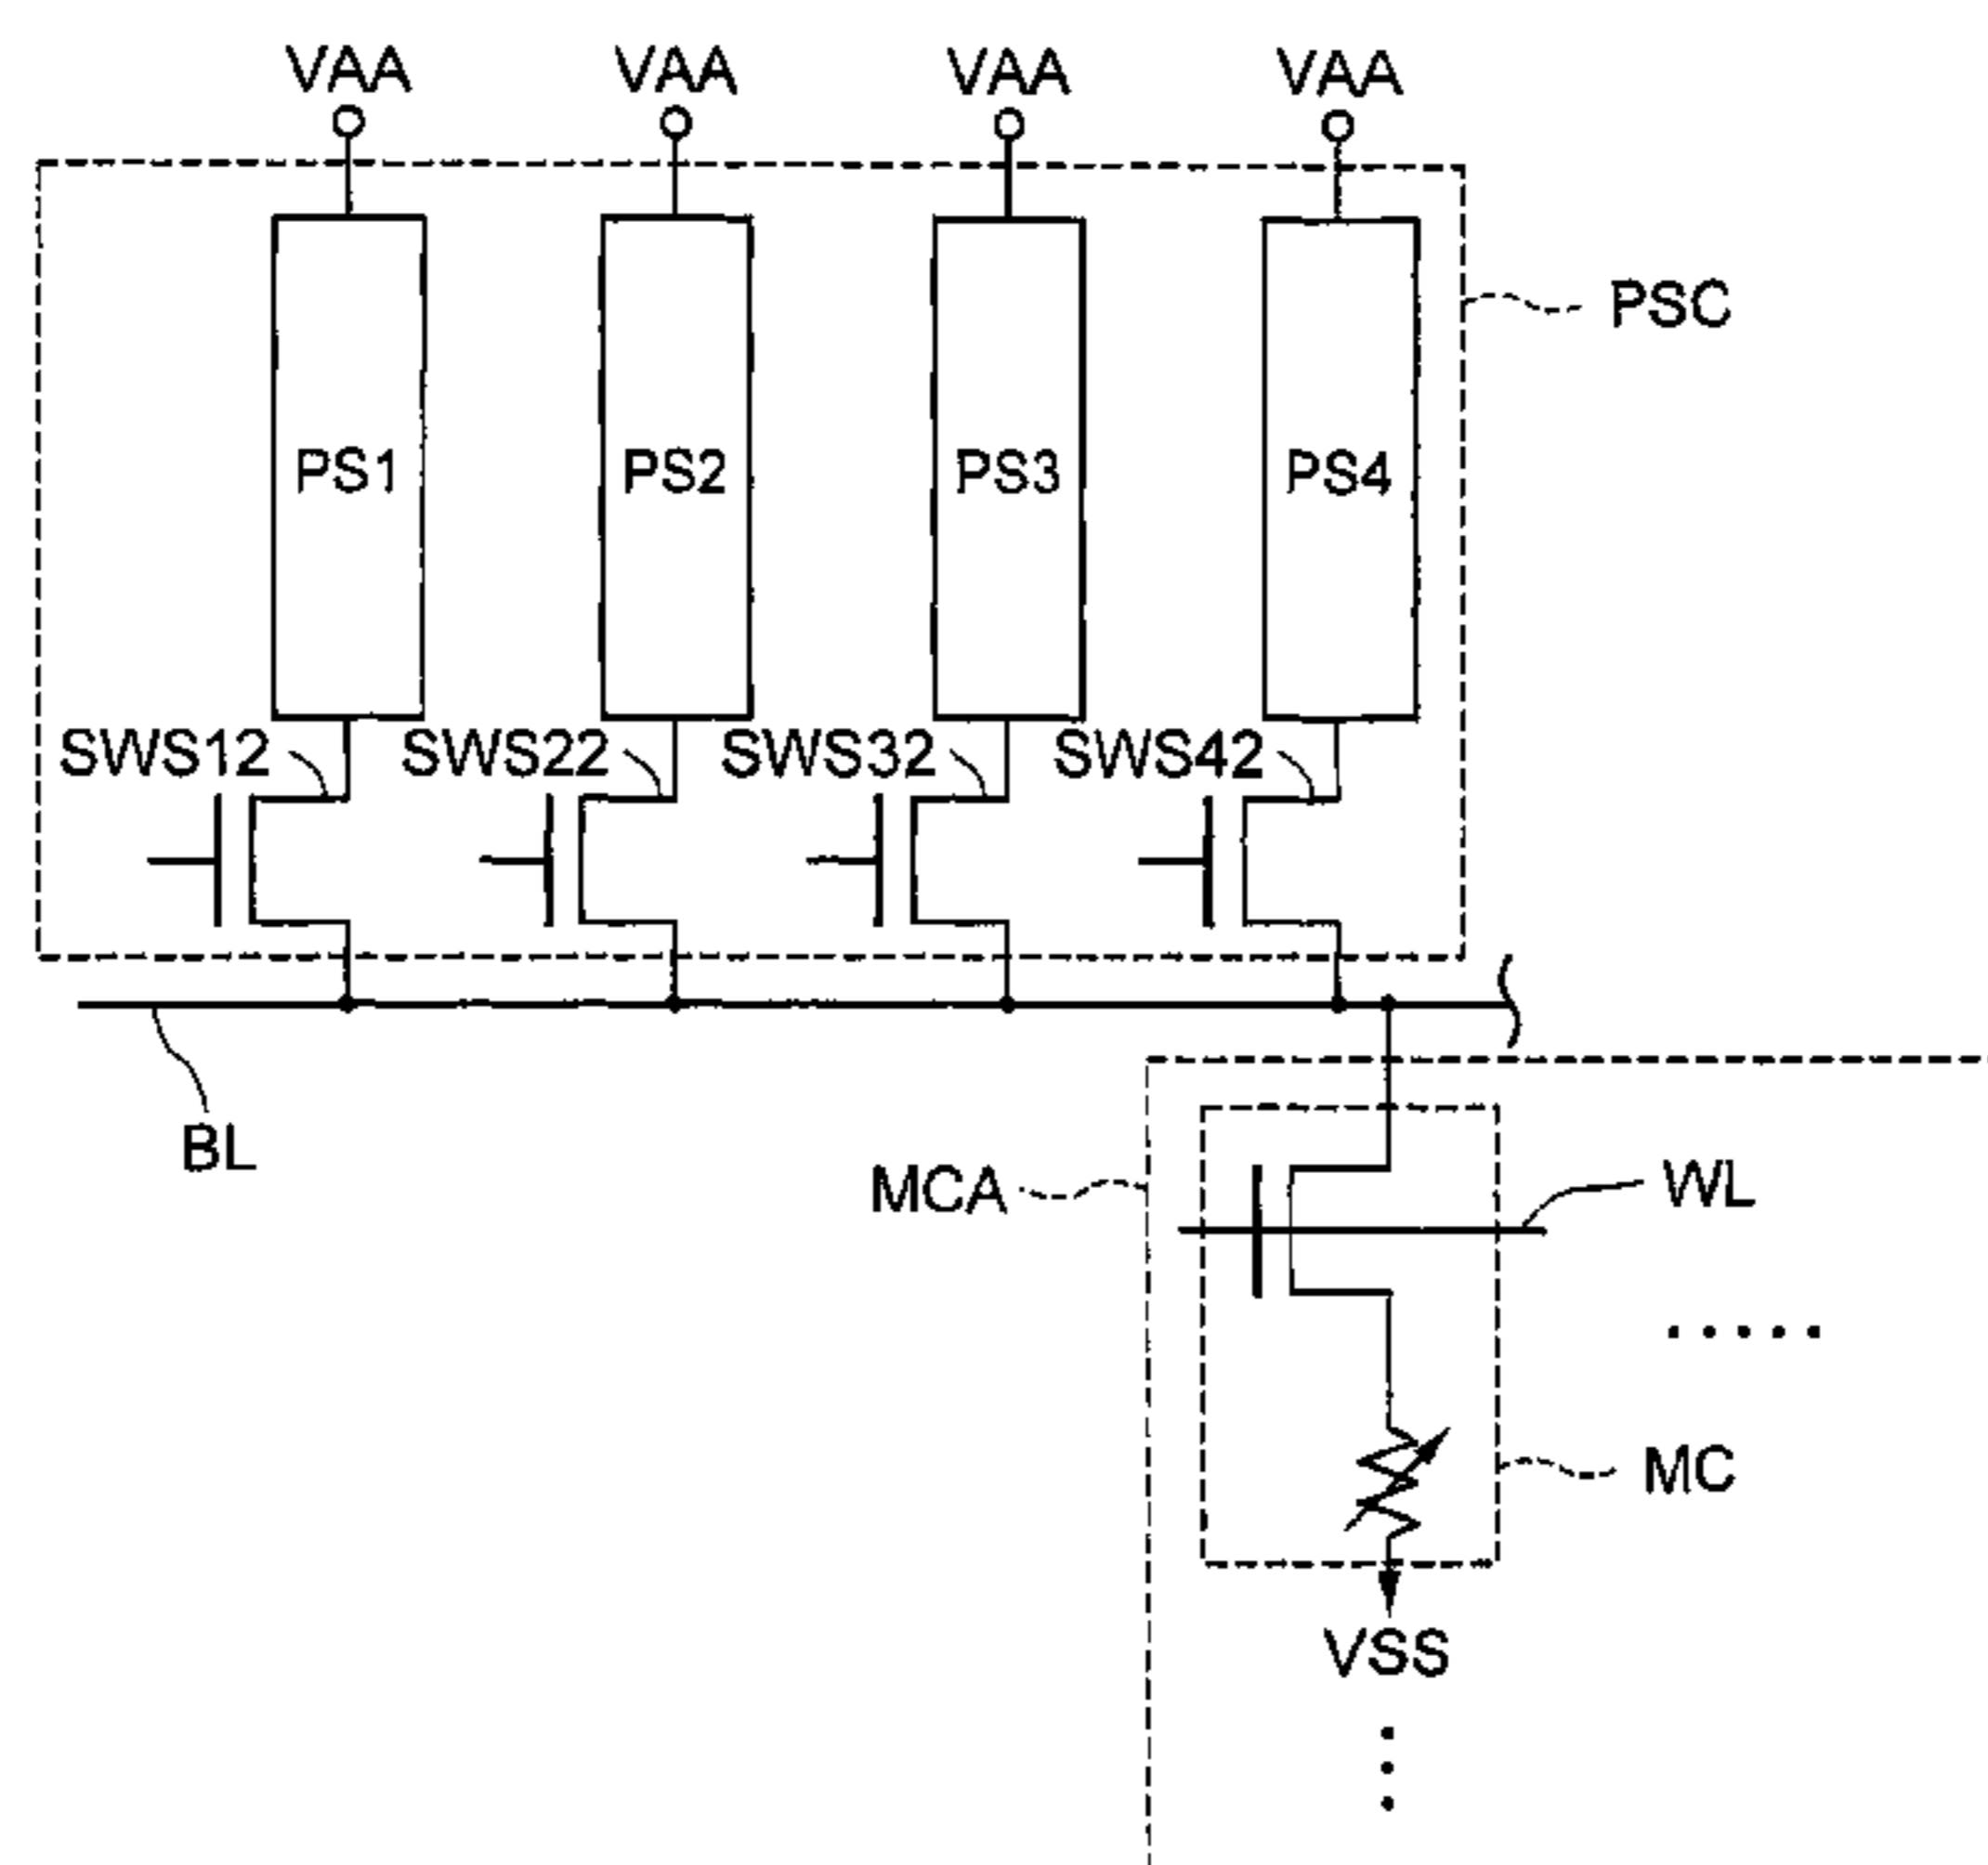 VAA VAA VAA VAA
PSC
PS1 PS2 PS3 PS4
SWS12 SWS22 SWS32 SWS42
BL
MCA
WL
MC
VSS